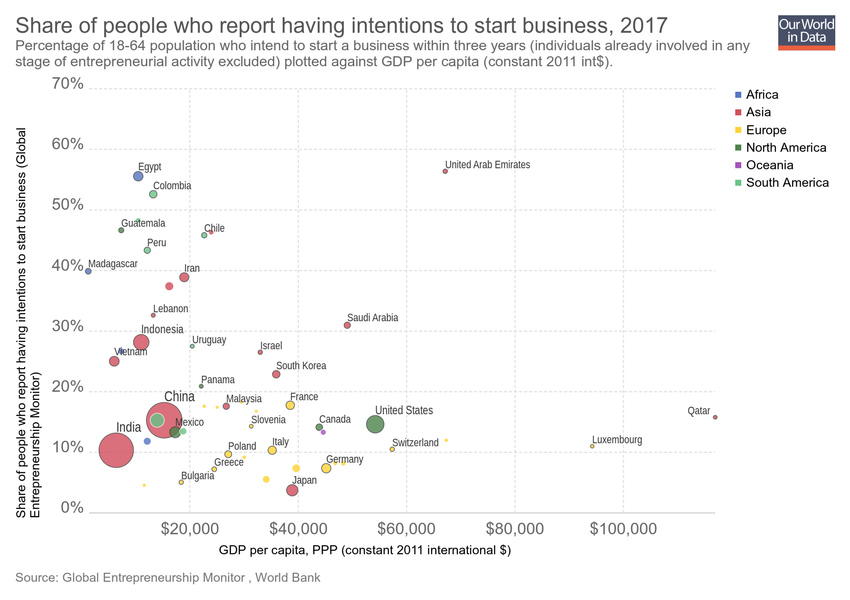 Share of people who report having intentions to start business, 2017
Our World
in Data
Percentage of 18-64 population who intend to start a business within three years (individuals already involved in any
stage of entrepreneurial activity excluded) plotted against GDP per capita (constant 2011 int$).
70%
60%
50%
40%
30%
20%
10%
0%
Share of people who report having intentions to start business (Global
Entrepreneurship Monitor)
Africa
Asia
Europe
North America
Oceania
South America
Egypt
United Arab Emirates
Colombia
Guatemala
Chile
Peru
Madagascar
Iran
Lebanon
Saudi Arabia
Indonesia
Uruguay
Israel
Vietnam
South Korea
Panama
China
Malaysia
France
United States
Qatar
India
Mexico
Slovenia
Canada
Poland
Italy
Switzerland
Luxembourg
Greece
Germany
Bulgaria
Japan
$20,000
$40,000
$60,000
$80,000
$100,000
GDP per capita, PPP (constant 2011 international $)
Source: Global Entrepreneurship Monitor , World Bank